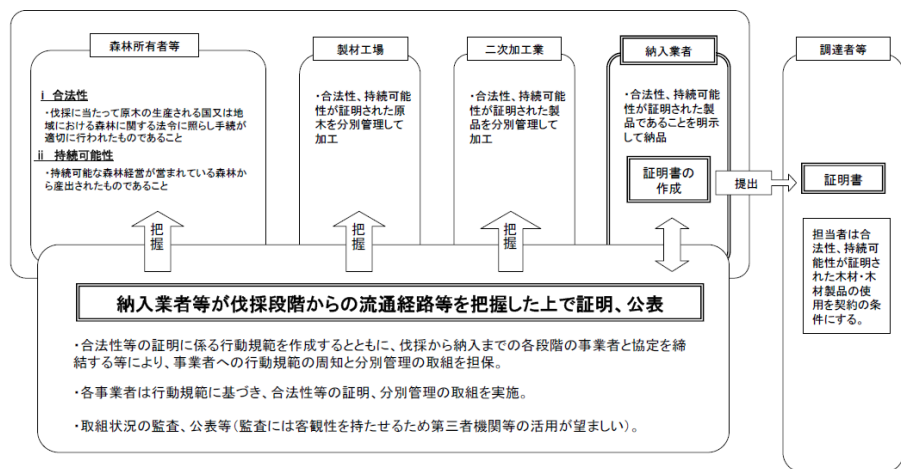 森林所有者等
ⅰ 合法性
・伐採に当たって原木の生産される国又は地
域における森林に関する法令に照らし手続が
適切に行われたものであること
ⅱ 持続可能性
・持続可能な森林経営が営まれている森林か
ら産出されたものであること
製材工場
・合法性、持続可能
性が証明された原
木を分別管理して
加工
二次加工業
・合法性、持続可能
性が証明された製
品を分別管理して
加工
納入業者
・合法性、持続可能
性が証明された製
品であることを明示
して納品
証明書の
作成
提出
調達者等
証明書
担当者は合
法性、持続可
能性が証明
された木材・木
材製品の使
用を契約の条
件にする。
把握
把握
把握
納入業者等が伐採段階からの流通経路等を把握した上で証明、公表
・合法性等の証明に係る行動規範を作成するとともに、伐採から納入までの各段階の事業者と協定を締
結する等により、事業者への行動規範の周知と分別管理の取組を担保。
・各事業者は行動規範に基づき、合法性等の証明、分別管理の取組を実施。
・取組状況の監査、公表等（監査には客観性を持たせるため第三者機関等の活用が望ましい）。